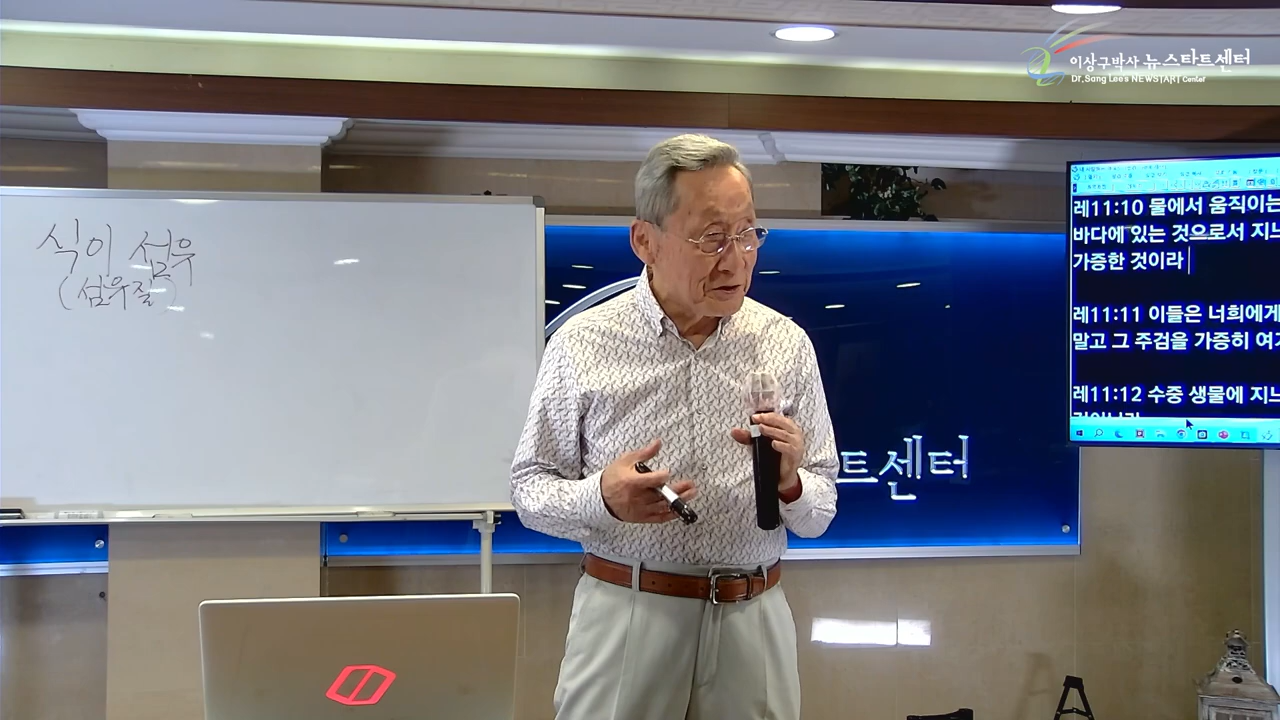 이상구박사 뉴스타트센터
Dr.Sang Lee's NEWSTART Center
식이 섬유
(섬유질)
레11:10 물에서 움직이는
바다에 있는 것으로서 지느
가증한 것이라
레11:11 이들은 너희에게
말고 그 주검을 가증히 여기
레11:12 수중 생물에 지느
트센터